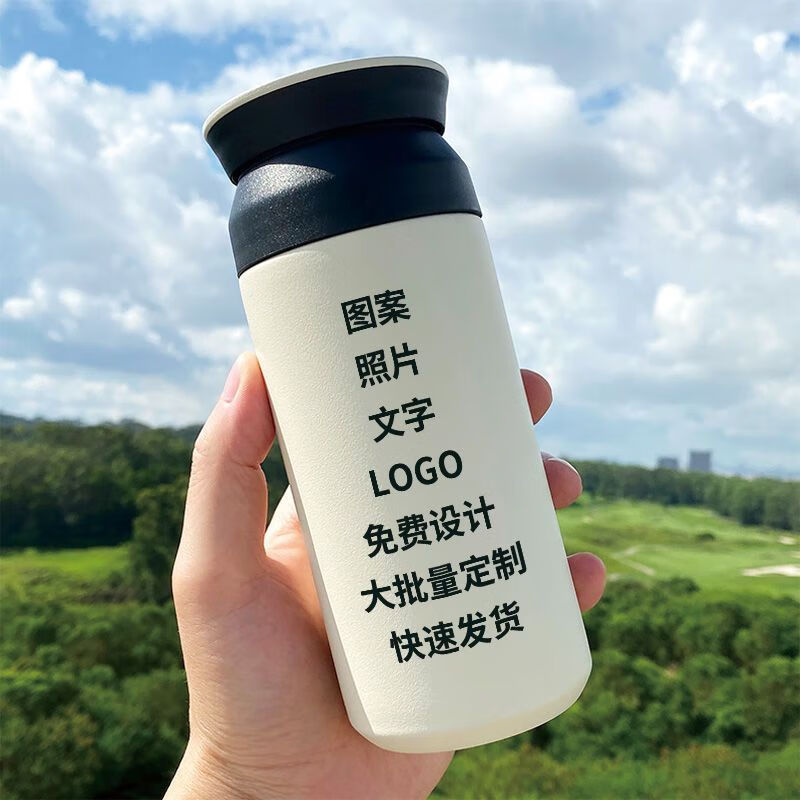 图案
照片
文字
LOGO
免费设计
大批量定制
快速发货